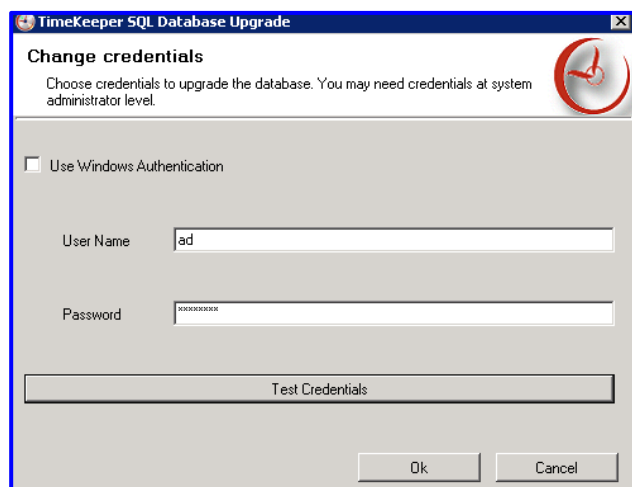 TimeKeeper SQL Database Upgrade
Change credentials
Choose credentials to upgrade the database. You may need credentials at system
administrator level.
Use Windows Authentication
User Name
ad
Password
××××××××
Test Credentials
Ok
Cancel